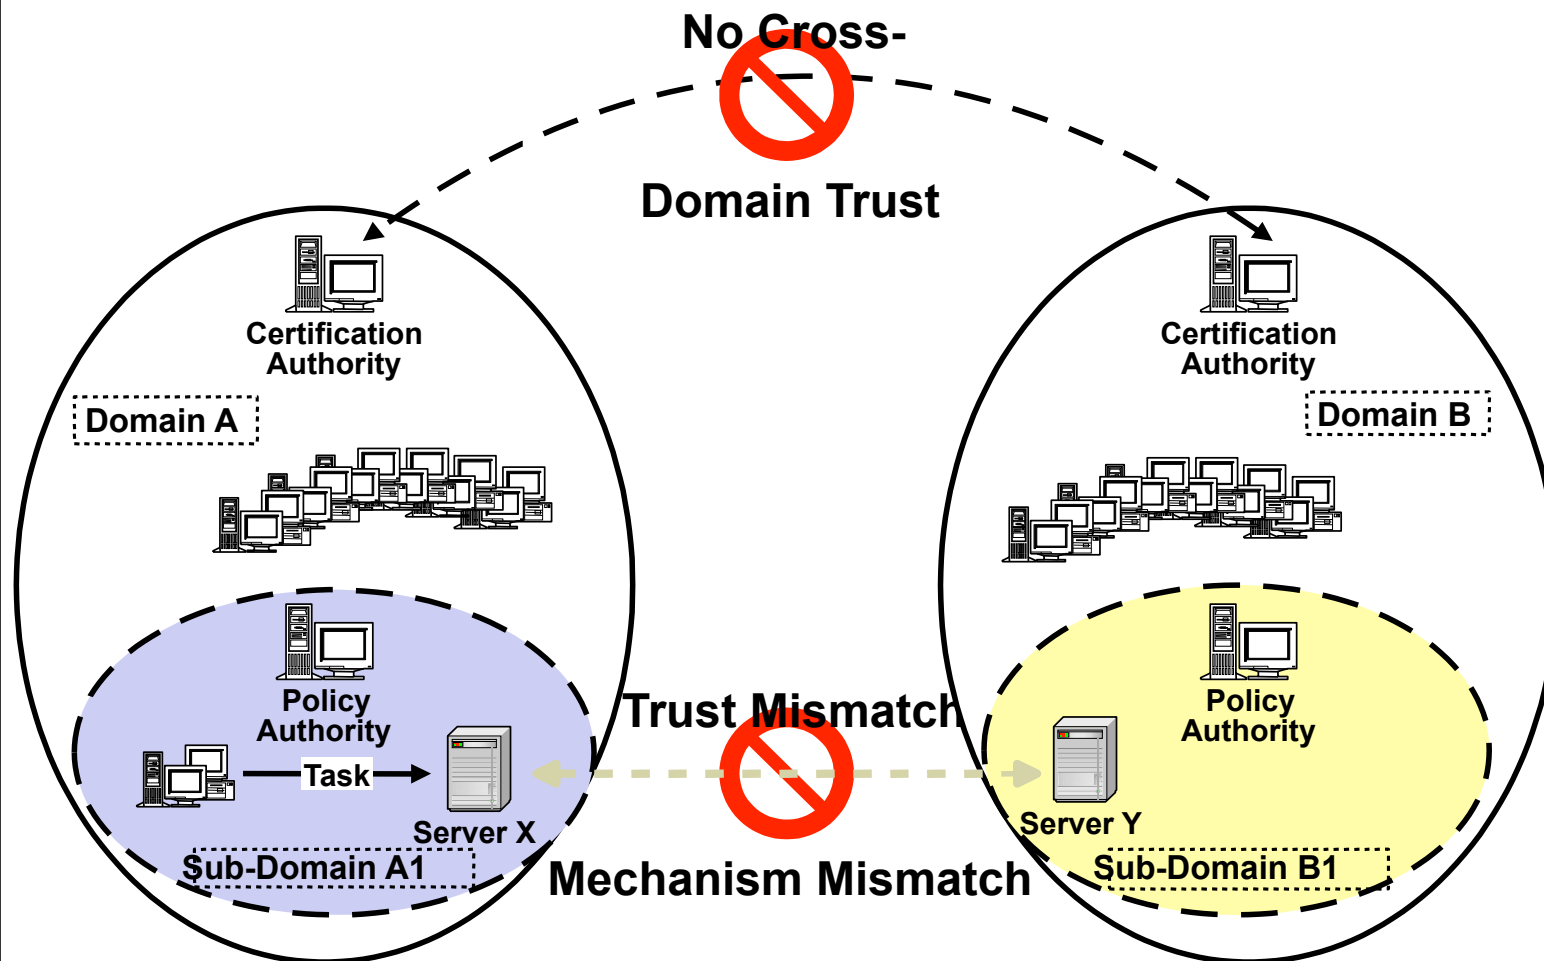 No Cross-
Domain Trust
Certification
Authority
Certification
Authority
Domain A
Domain B
Policy
Authority
Policy
Authority
Trust Mismatch
Task
Server X
Server Y
Sub-Domain A1
Mechanism Mismatch
Sub-Domain B1